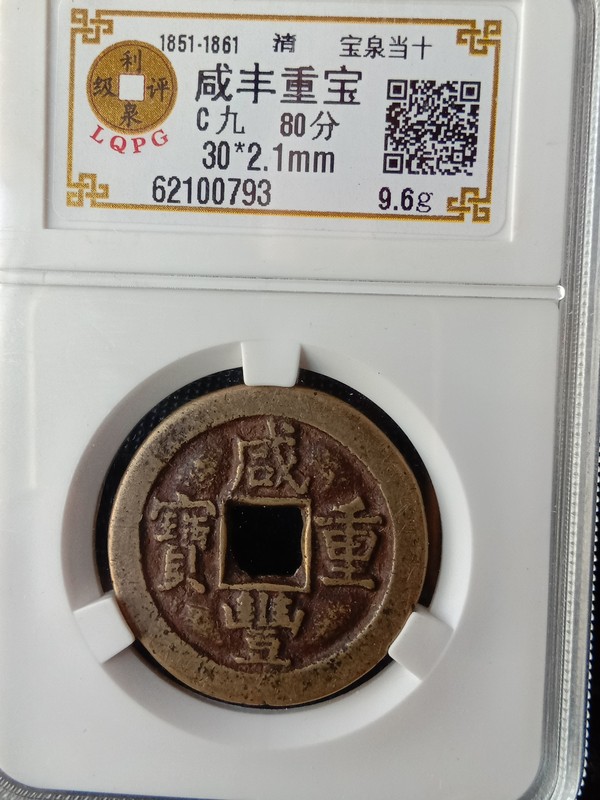 1851-1861 清 宝泉当十
利
级 评
泉
LQPG
咸丰重宝
C九 80分
30*2.1mm
62100793 9.6g
咸
寶 重
豐